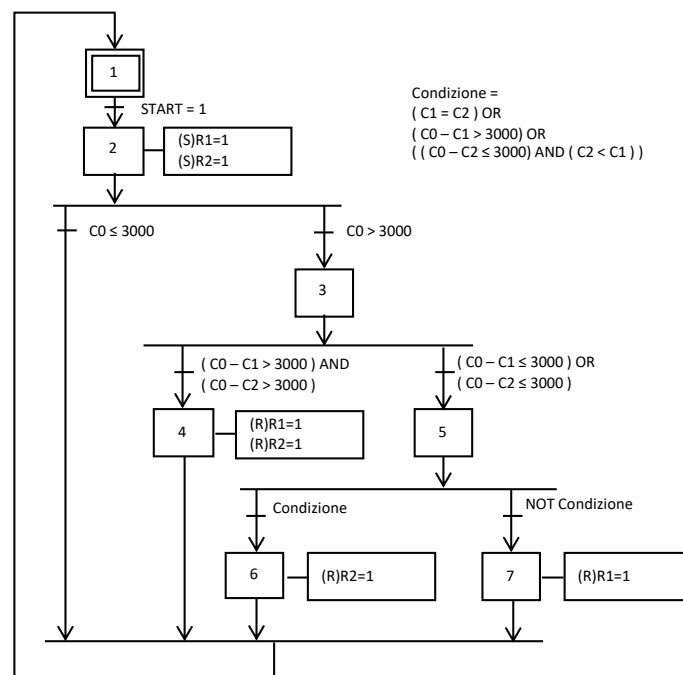 1
START = 1
Condizione =
( C1 = C2 ) OR
( C0 – C1 > 3000) OR
( ( C0 – C2 ≤ 3000) AND ( C2 < C1 ) )
2
(S)R1=1
(S)R2=1
C0 ≤ 3000
C0 > 3000
3
( C0 – C1 > 3000 ) AND
( C0 – C2 > 3000)
( C0 – C1 ≤ 3000) OR
( C0 – C2 ≤ 3000 )
4
(R)R1=1
(R)R2=1
5
Condizione
NOT Condizione
6
(R)R2=1
7
(R)R1=1